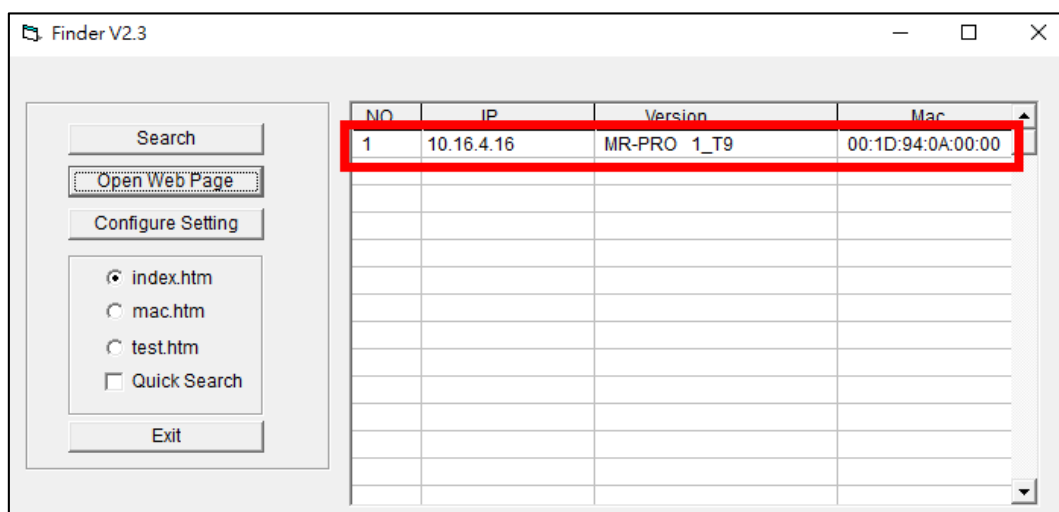 Finder V2.3
NO IP Version Mac
1 10.16.4.16 MR-PRO 1_T9 00:1D:94:0A:00:00
Search
Open Web Page
Configure Setting
index.htm
mac.htm
test.htm
Quick Search
Exit